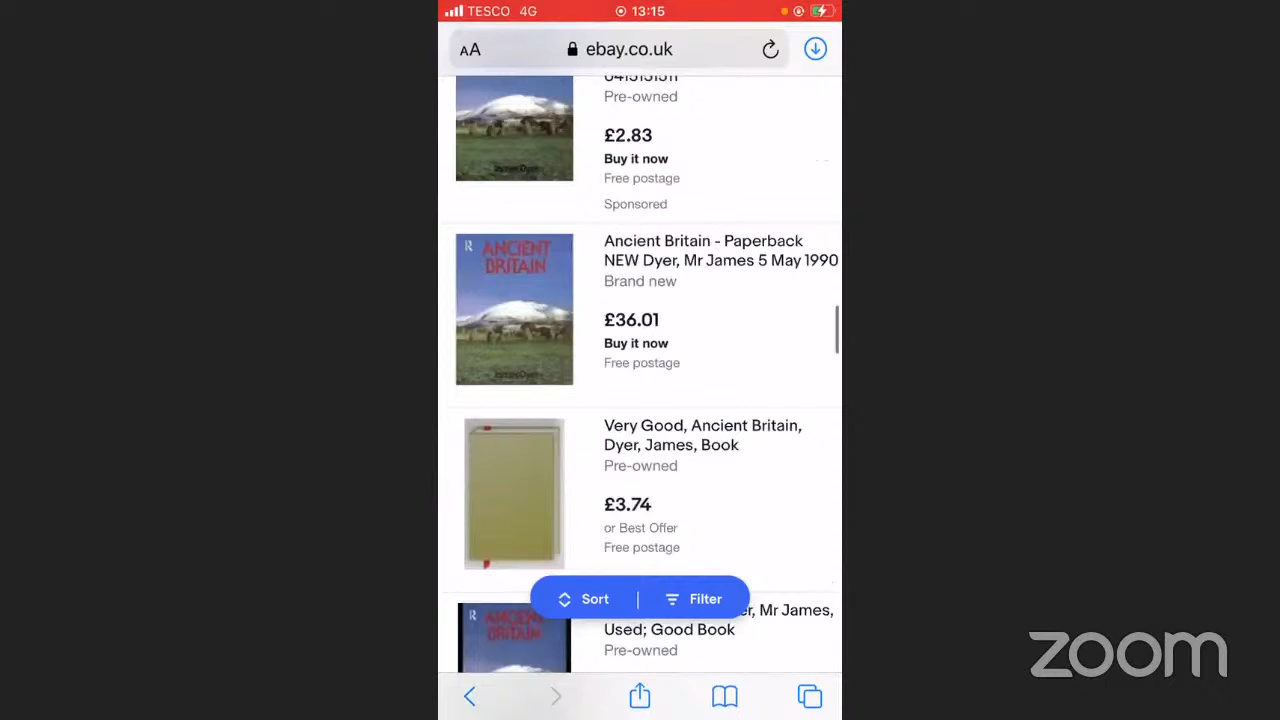 TESCO 4G 13:15
AA ebay.co.uk
Pre-owned
£2.83
Buy it now
Free postage
Sponsored
R ANCIENT
BRITAIN
James Dyer
Ancient Britain - Paperback
NEW Dyer, Mr James 5 May 1990
Brand new
£36.01
Buy it now
Free postage
Very Good, Ancient Britain,
Dyer, James, Book
Pre-owned
£3.74
or Best Offer
Free postage
Sort | Filter
R ANCIENT
BRITAIN
Mr James,
Used; Good Book
Pre-owned
zoom